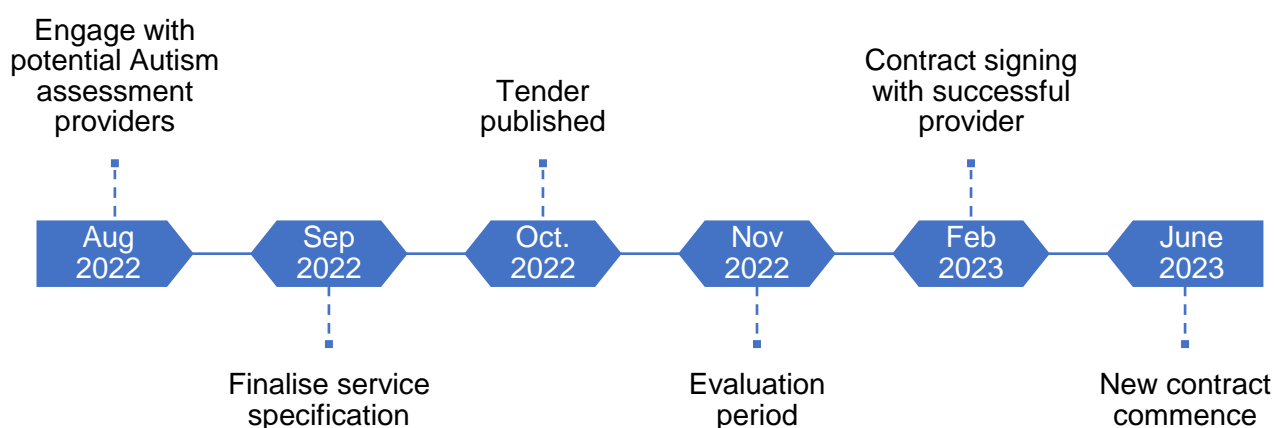 Engage with
potential Autism
assessment
providers
Tender
published
Contract signing
with successful
provider
Aug
2022
Sep
2022
Oct.
2022
Nov
2022
Feb
2023
June
2023
Finalise service
specification
Evaluation
period
New contract
commence